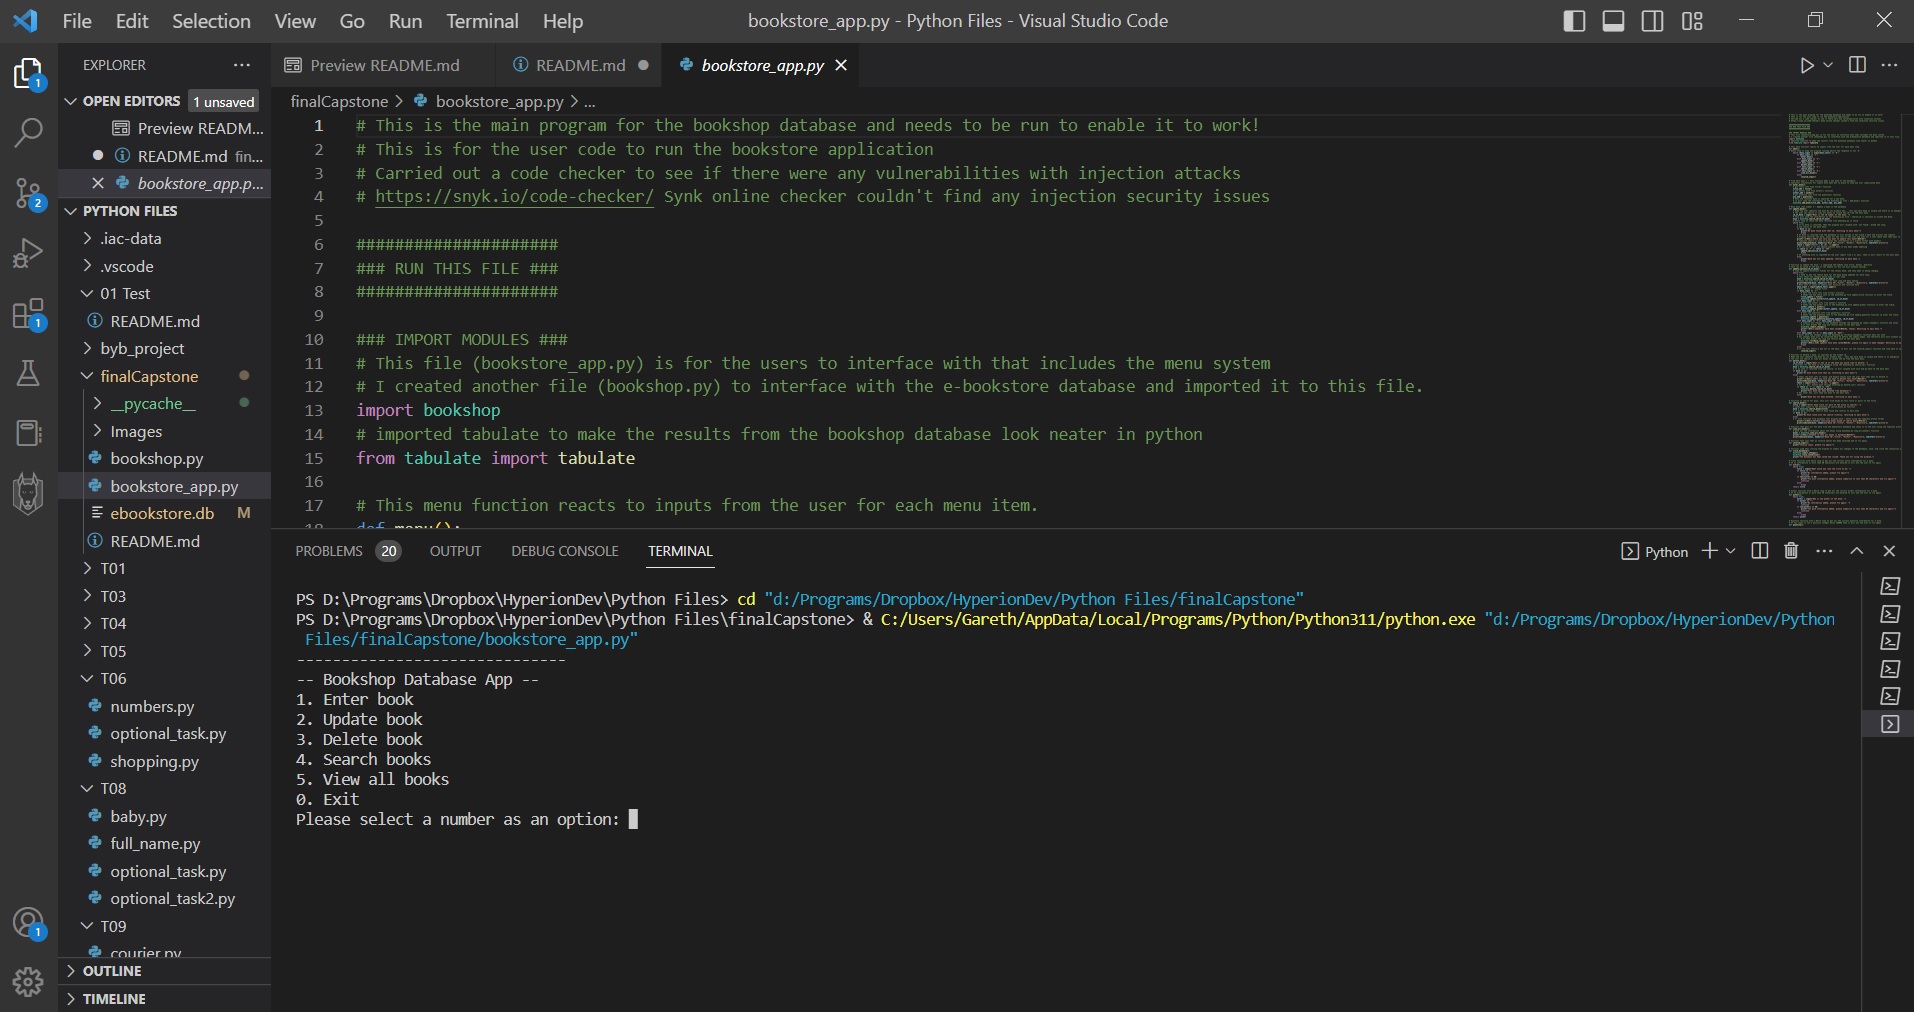 File Edit Selection View Go Run Terminal Help
bookstore_app.py - Python Files - Visual Studio Code
EXPLORER
OPEN EDITORS 1 unsaved
Preview READM...
README.md fin...
bookstore_app.p...
PYTHON FILES
.iac-data
.vscode
01 Test
README.md
byb_project
finalCapstone
__pycache__
Images
bookshop.py
bookstore_app.py
ebookstore.db M
README.md
T01
T03
T04
T05
T06
numbers.py
optional_task.py
shopping.py
T08
baby.py
full_name.py
optional_task.py
optional_task2.py
T09
courier.py
OUTLINE
TIMELINE
1
2
1
1
Preview README.md
README.md
bookstore_app.py
finalCapstone > bookstore_app.py > ...
1 # This is the main program for the bookshop database and needs to be run to enable it to work!
2 # This is for the user code to run the bookstore application
3 # Carried out a code checker to see if there were any vulnerabilities with injection attacks
4 # https://snyk.io/code-checker/ Synk online checker couldn't find any injection security issues
5
6 #####################
7 ### RUN THIS FILE ###
8 #####################
9
10 ### IMPORT MODULES ###
11 # This file (bookstore_app.py) is for the users to interface with that includes the menu system
12 # I created another file (bookshop.py) to interface with the e-bookstore database and imported it to this file.
13 import bookshop
14 # imported tabulate to make the results from the bookshop database look neater in python
15 from tabulate import tabulate
16
17 # This menu function reacts to inputs from the user for each menu item.
18 def menu():
PROBLEMS 20 OUTPUT DEBUG CONSOLE TERMINAL
Python
PS D:\Programs\Dropbox\HyperionDev\Python Files> cd "d:/Programs/Dropbox/HyperionDev/Python Files/finalCapstone"
PS D:\Programs\Dropbox\HyperionDev\Python Files\finalCapstone> & C:/Users/Gareth/AppData/Local/Programs/Python/Python311/python.exe "d:/Programs/Dropbox/HyperionDev/Python
Files/finalCapstone/bookstore_app.py"
------------------------------
-- Bookshop Database App --
1. Enter book
2. Update book
3. Delete book
4. Search books
5. View all books
0. Exit
Please select a number as an option: